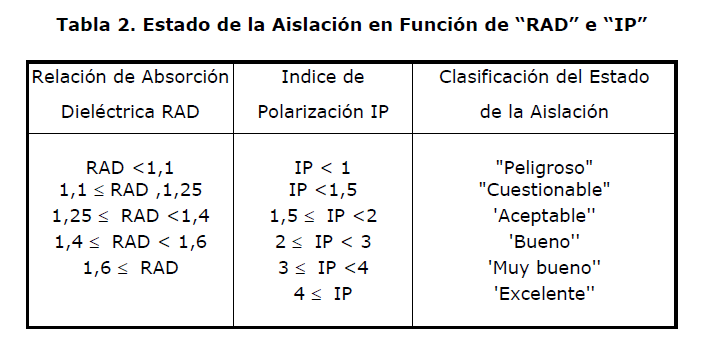 Tabla 2. Estado de la Aislación en Función de “RAD” e “IP”
Relación de Absorción Indice de Clasificación del Estado
Dieléctrica RAD Polarización IP de la Aislación
RAD <1,1 IP < 1 "Peligroso"
1,1 ≤ RAD ,1,25 IP <1,5 "Cuestionable"
1,25 ≤ RAD <1,4 1,5 ≤ IP <2 'Aceptable''
1,4 ≤ RAD < 1,6 2 ≤ IP < 3 'Bueno''
1,6 ≤ RAD 3 ≤ IP <4 'Muy bueno''
4 ≤ IP 'Excelente''